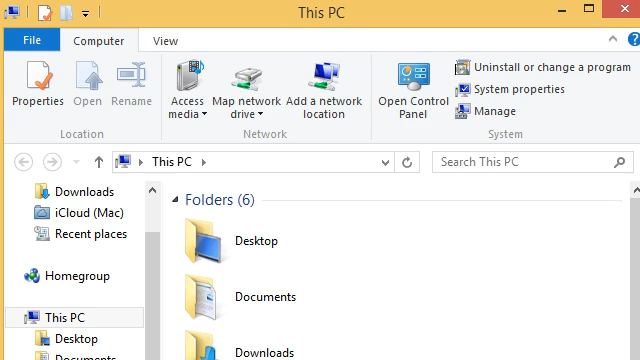 This PC
File
Computer
View
Properties
Open
Rename
Access media
Map network drive
Add a network location
Open Control Panel
Uninstall or change a program
System properties
Manage
Location
Network
System
This PC
Search This PC
Downloads
iCloud (Mac)
Recent places
Homegroup
This PC
Desktop
Documents
Folders (6)
Desktop
Documents
Downloads